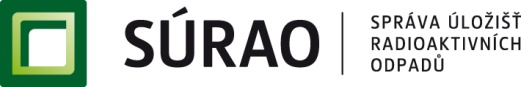 SÚRAO
SPRÁVA ÚLOŽIŠŤ
RADIOAKTIVNÍCH
ODPADŮ